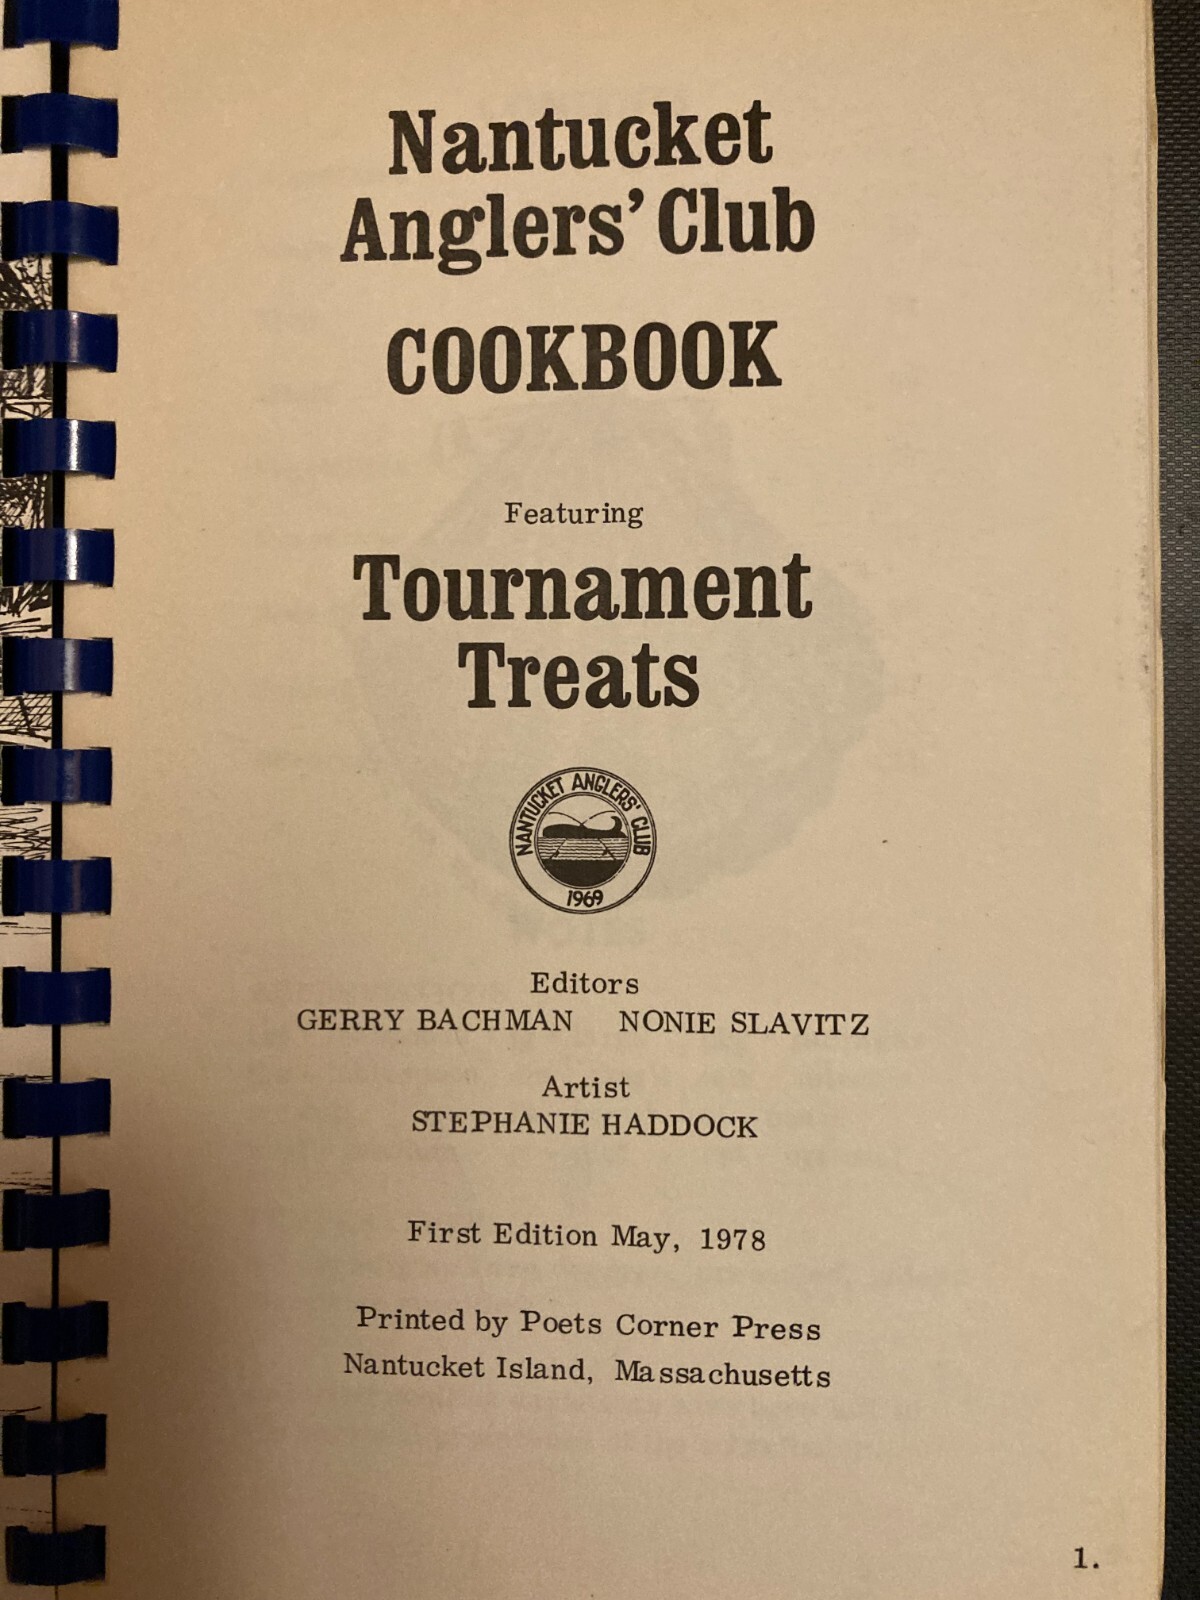 Nantucket
Anglers' Club
COOKBOOK
Featuring
Tournament
Treats
NANTUCKET ANGLERS' CLUB
1969
Editors
GERRY BACHMAN NONIE SLAVITZ
Artist
STEPHANIE HADDOCK
First Edition May, 1978
Printed by Poets Corner Press
Nantucket Island, Massachusetts
1.